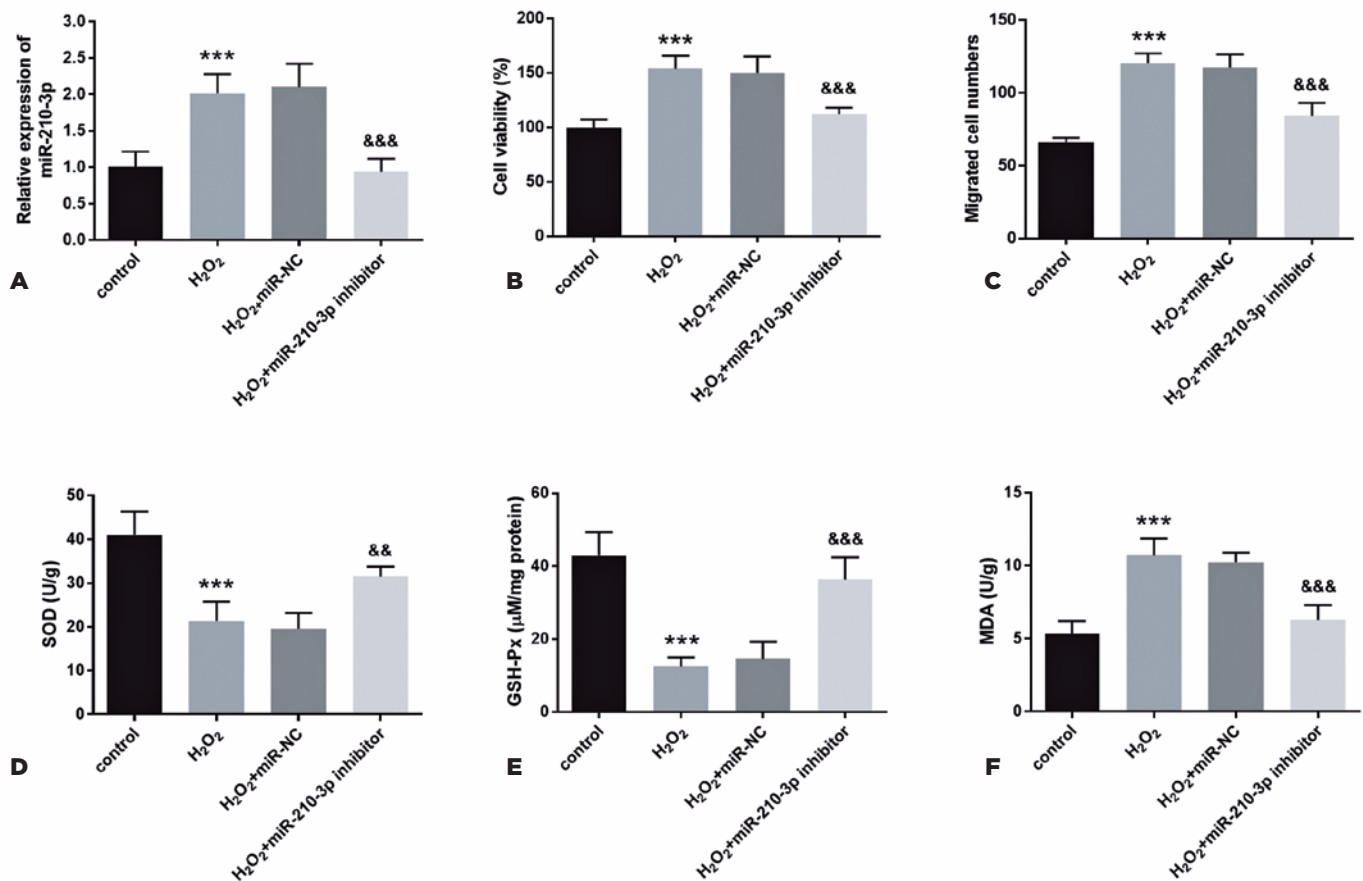 Relative expression of
miR-210-3p
3.0
2.5
2.0
1.5
1.0
0.5
0.0
***
&&&
control
H₂O₂
H₂O₂+miR-NC
H₂O₂+miR-210-3p inhibitor
A
Cell viability (%)
200
150
100
50
0
***
&&&
control
H₂O₂
H₂O₂+miR-NC
H₂O₂+miR-210-3p inhibitor
B
Migrated cell numbers
150
100
50
0
***
&&&
control
H₂O₂
H₂O₂+miR-NC
H₂O₂+miR-210-3p inhibitor
C
SOD (U/g)
50
40
30
20
10
0
***
&&
control
H₂O₂
H₂O₂+miR-NC
H₂O₂+miR-210-3p inhibitor
D
GSH-Px (μM/mg protein)
60
40
20
0
***
&&&
control
H₂O₂
H₂O₂+miR-NC
H₂O₂+miR-210-3p inhibitor
E
MDA (U/g)
15
10
5
0
***
&&&
control
H₂O₂
H₂O₂+miR-NC
H₂O₂+miR-210-3p inhibitor
F